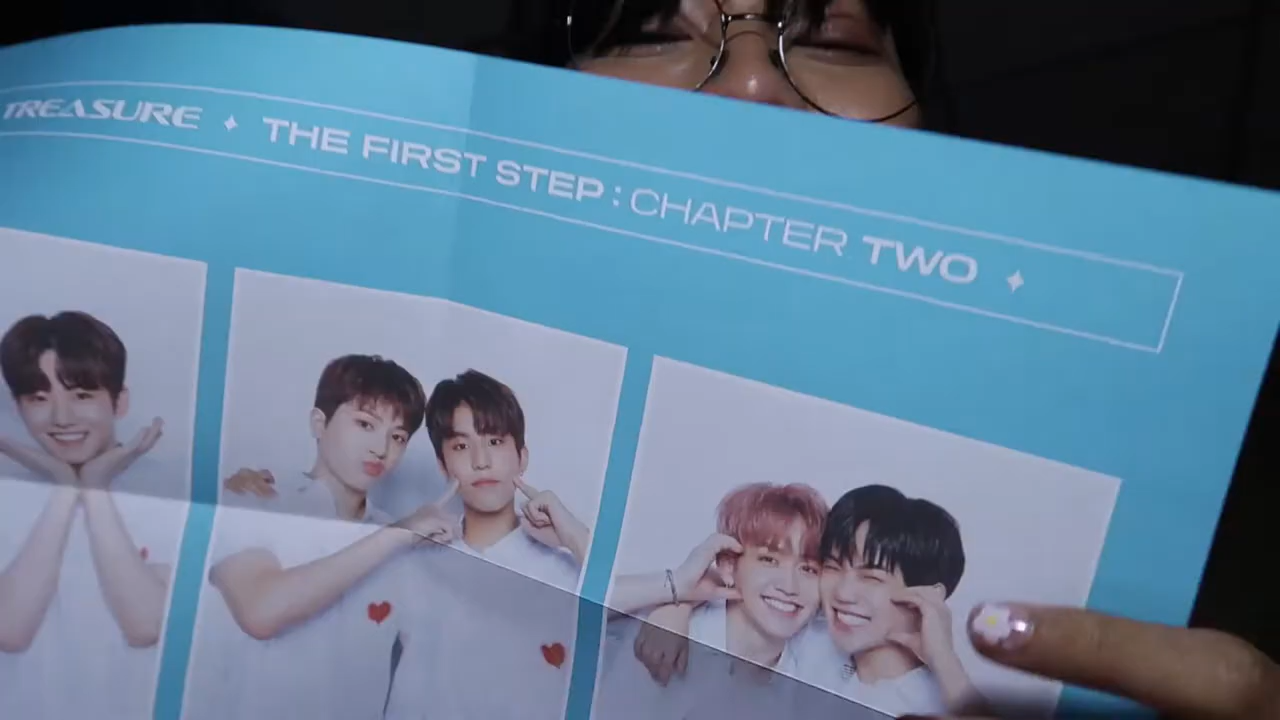 TREASURE ✦ THE FIRST STEP : CHAPTER TWO ✦